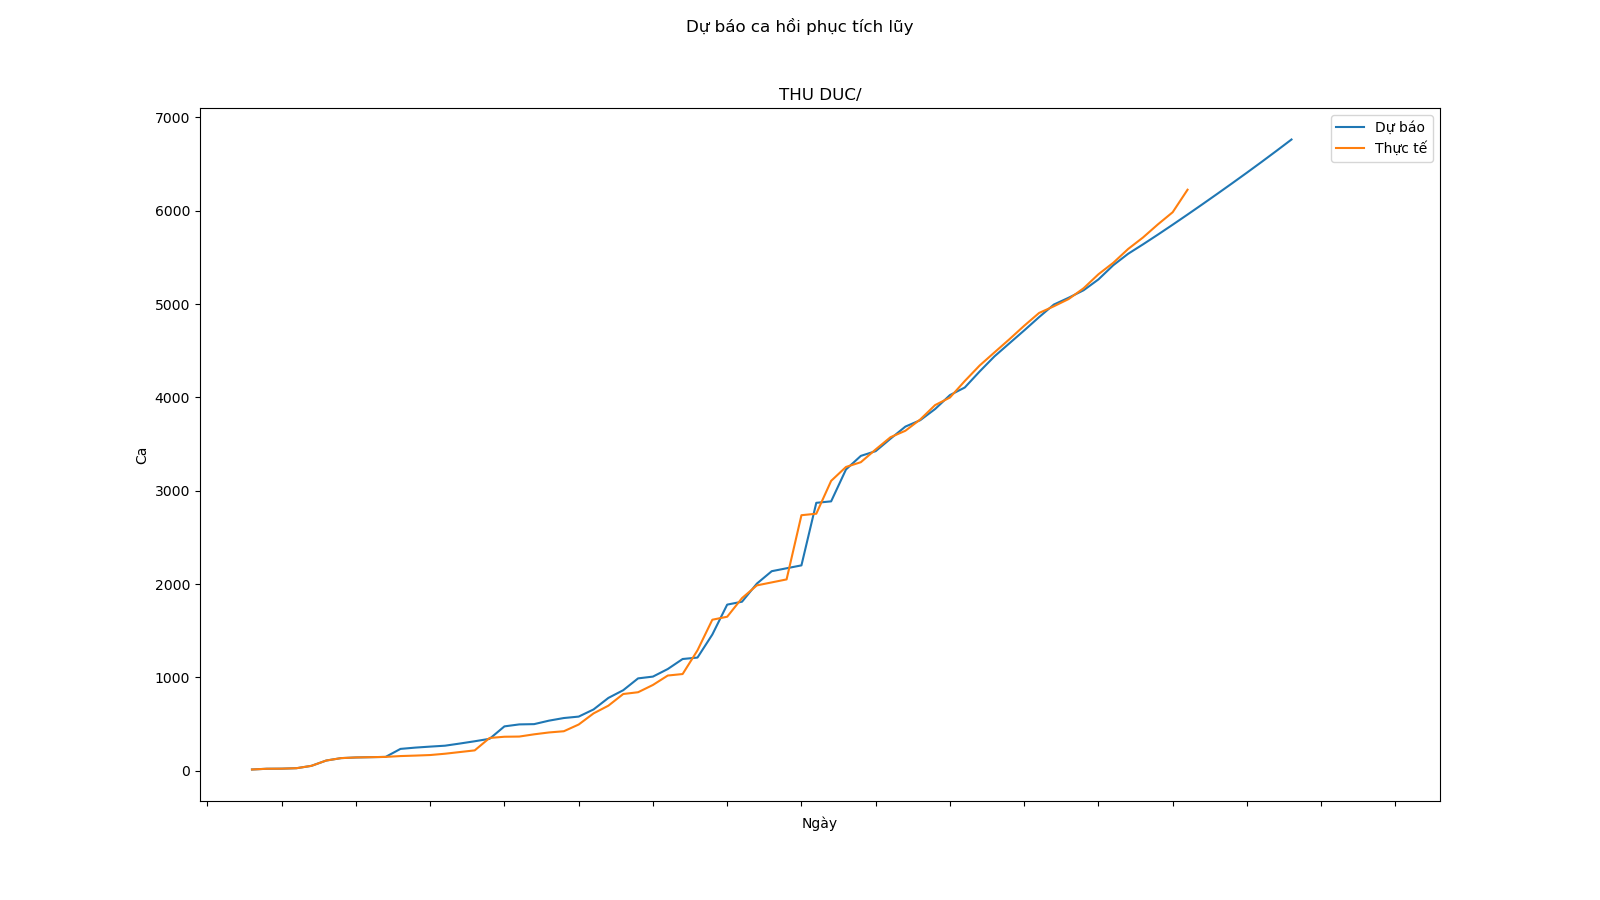 Dự báo ca hồi phục tích lũy
THU DUC/
7000
6000
5000
4000
3000
2000
1000
0
Ca
Ngày
Dự báo
Thực tế